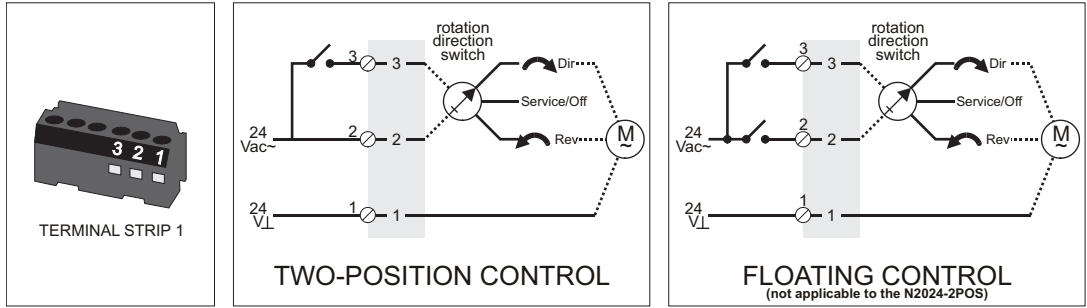 3 2 1
TERMINAL STRIP 1
rotation
direction
switch
3
3
Dir
Service/Off
24
Vac~
2
2
Rev
M
~
24
V⊥
1
1
TWO-POSITION CONTROL
rotation
direction
switch
3
3
Dir
Service/Off
24
Vac~
2
2
Rev
M
~
24
V⊥
1
1
FLOATING CONTROL
(not applicable to the N2024-2POS)